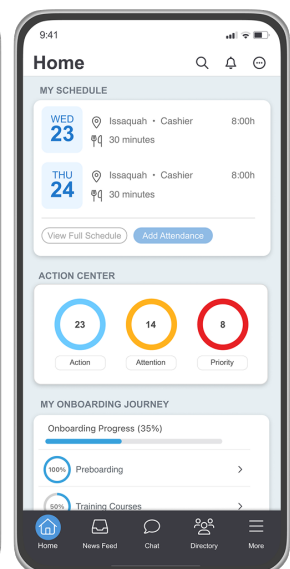 9:41
Home
MY SCHEDULE
WED
23
Issaquah • Cashier 8:00h
30 minutes
THU
24
Issaquah • Cashier 8:00h
30 minutes
View Full Schedule Add Attendance
ACTION CENTER
23 14 8
Action Attention Priority
MY ONBOARDING JOURNEY
Onboarding Progress (35%)
100% Preboarding
50% Training Courses
Home News Feed Chat Directory More